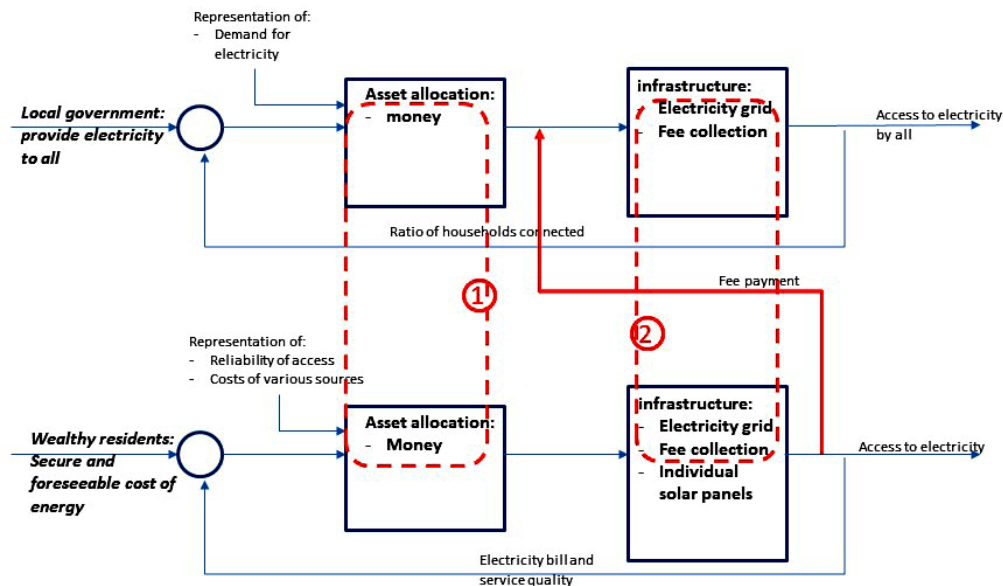 Representation of:
- Demand for
electricity
Local government:
provide electricity
to all
Asset allocation:
- money
infrastructure:
- Electricity grid
- Fee collection
Access to electricity
by all
Ratio of households connected
Fee payment
1
2
Representation of:
- Reliability of access
- Costs of various sources
Wealthy residents:
Secure and
foreseeable cost of
energy
Asset allocation:
- Money
infrastructure:
- Electricity grid
- Fee collection
- Individual
solar panels
Access to electricity
Electricity bill and
service quality